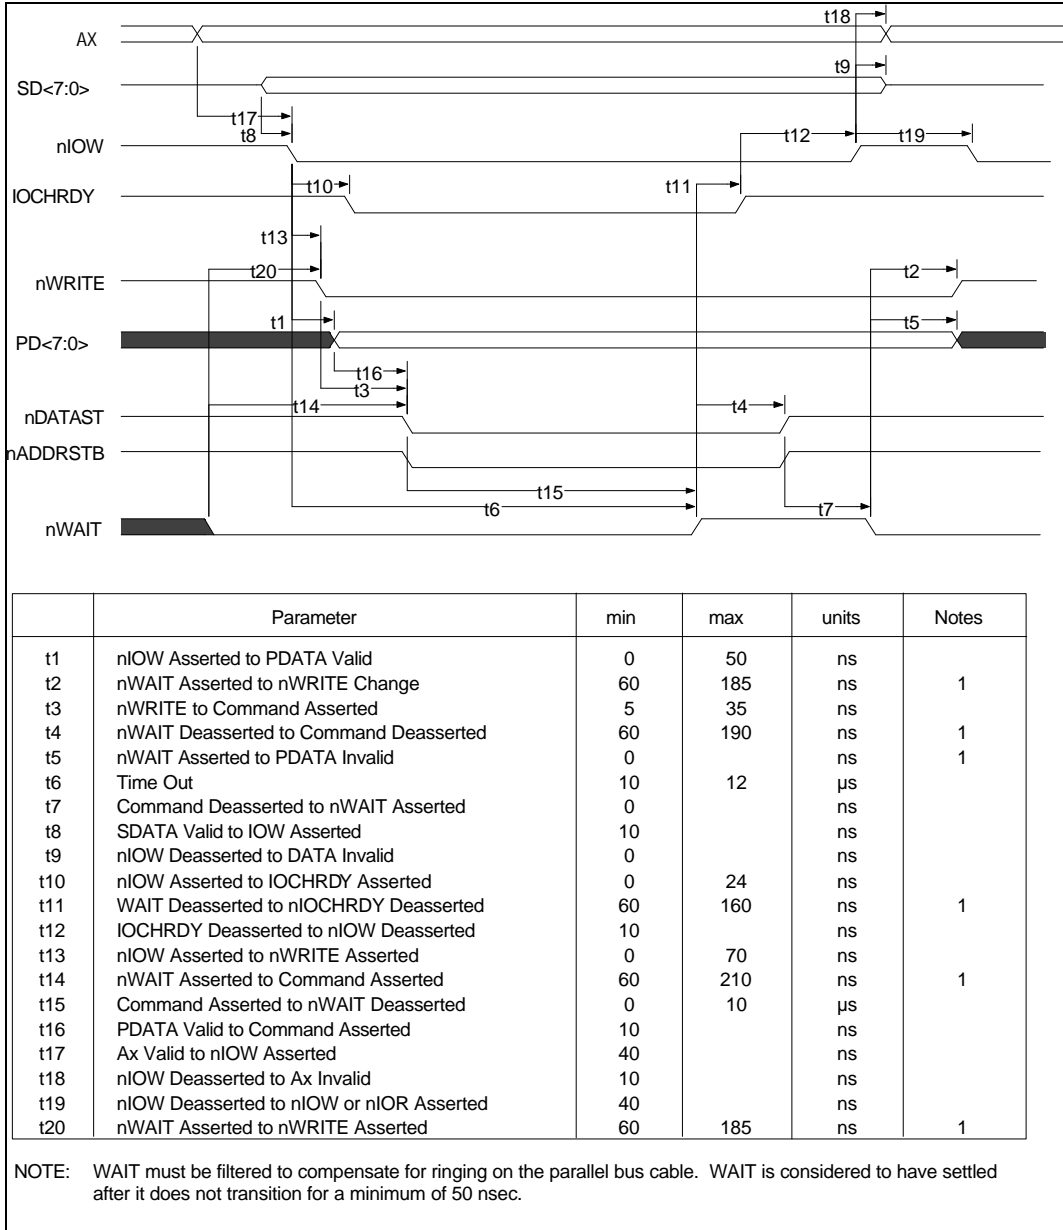 t18
AX
t9
SD<7:0>
t17
t8
t12
t19
nIOW
t10
t11
IOCHRDY
t13
t20
t2
nWRITE
t1
t5
PD<7:0>
t16
t3
t14
t4
nDATAST
nADDRSTB
t15
t6
t7
nWAIT
Parameter min max units Notes
t1 nIOW Asserted to PDATA Valid 0 50 ns
t2 nWAIT Asserted to nWRITE Change 60 185 ns 1
t3 nWRITE to Command Asserted 5 35 ns
t4 nWAIT Deasserted to Command Deasserted 60 190 ns 1
t5 nWAIT Asserted to PDATA Invalid 0 ns 1
t6 Time Out 10 12 µs
t7 Command Deasserted to nWAIT Asserted 0 ns
t8 SDATA Valid to IOW Asserted 10 ns
t9 nIOW Deasserted to DATA Invalid 0 ns
t10 nIOW Asserted to IOCHRDY Asserted 0 24 ns
t11 WAIT Deasserted to nIOCHRDY Deasserted 60 160 ns 1
t12 IOCHRDY Deasserted to nIOW Deasserted 10 ns
t13 nIOW Asserted to nWRITE Asserted 0 70 ns
t14 nWAIT Asserted to Command Asserted 60 210 ns 1
t15 Command Asserted to nWAIT Deasserted 0 10 µs
t16 PDATA Valid to Command Asserted 10 ns
t17 Ax Valid to nIOW Asserted 40 ns
t18 nIOW Deasserted to Ax Invalid 10 ns
t19 nIOW Deasserted to nIOW or nIOR Asserted 40 ns
t20 nWAIT Asserted to nWRITE Asserted 60 185 ns 1
NOTE: WAIT must be filtered to compensate for ringing on the parallel bus cable. WAIT is considered to have settled
after it does not transition for a minimum of 50 nsec.